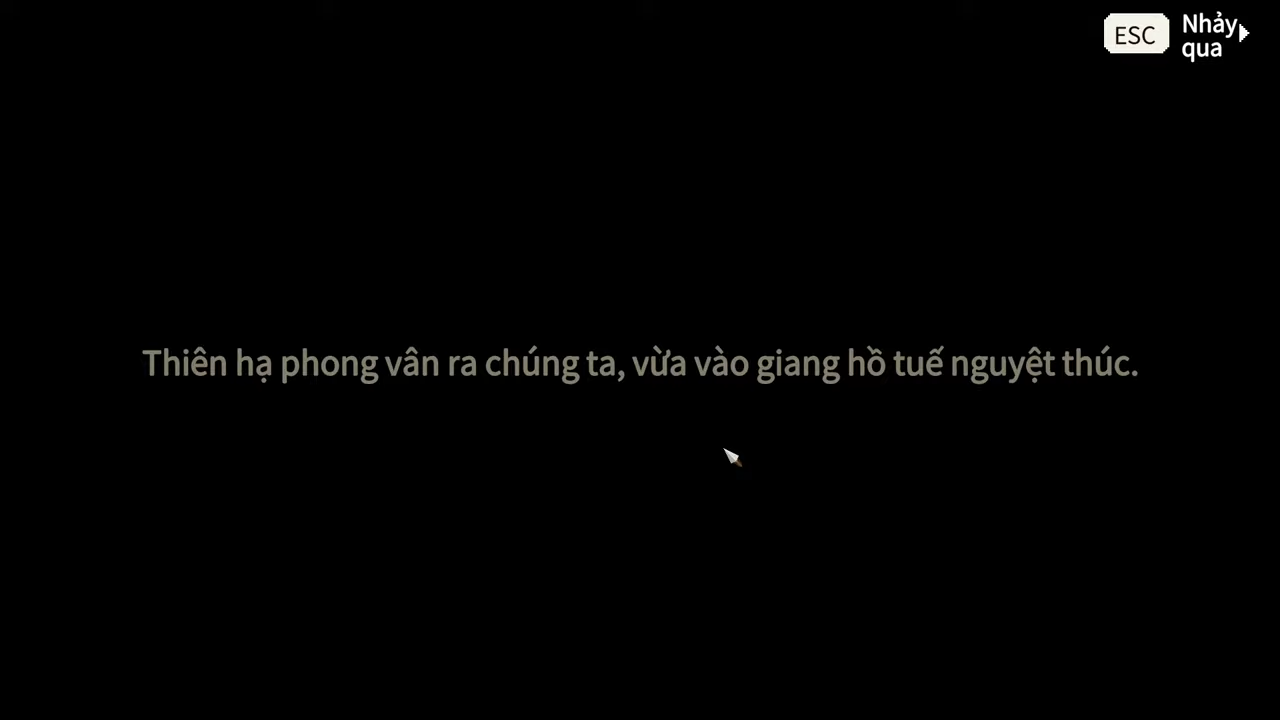 ESC
Nhảy
qua
Thiên hạ phong vân ra chúng ta, vừa vào giang hồ tuế nguyệt thúc.